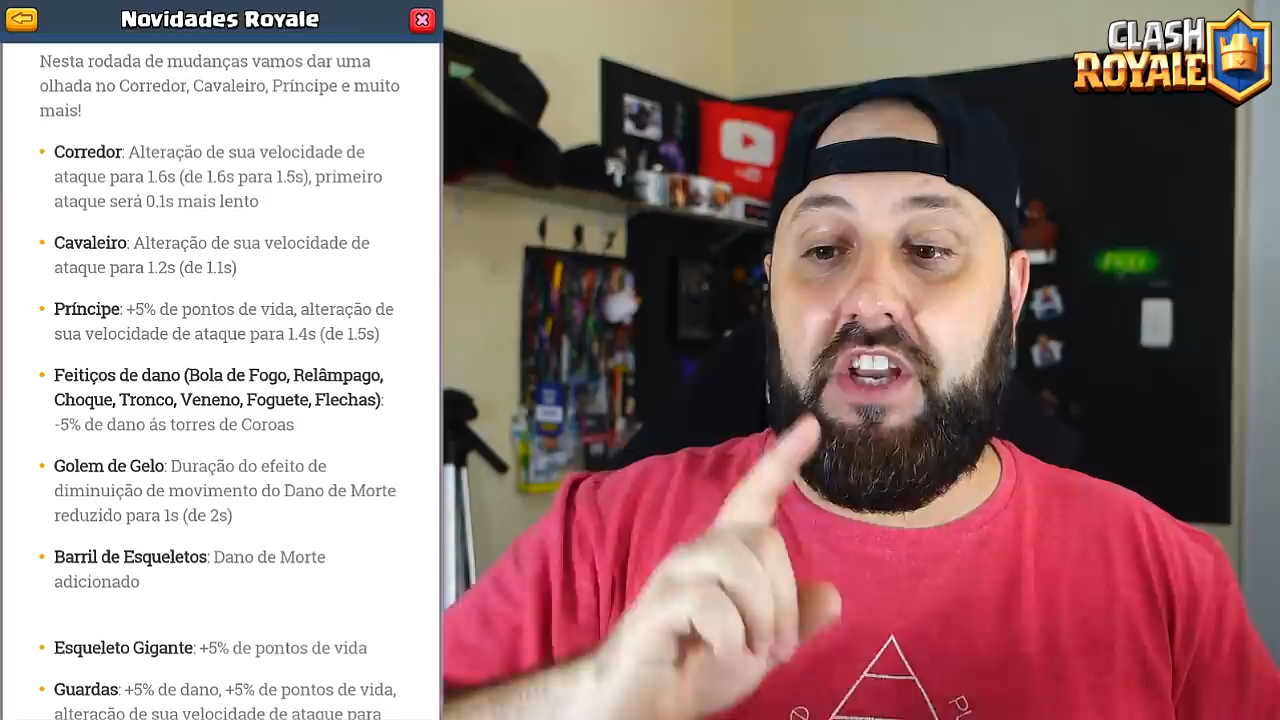 Novidades Royale
Nesta rodada de mudanças vamos dar uma
olhada no Corredor, Cavaleiro, Príncipe e muito
mais!
• Corredor: Alteração de sua velocidade de
ataque para 1.6s (de 1.6s para 1.5s), primeiro
ataque será 0.1s mais lento
• Cavaleiro: Alteração de sua velocidade de
ataque para 1.2s (de 1.1s)
• Príncipe: +5% de pontos de vida, alteração de
sua velocidade de ataque para 1.4s (de 1.5s)
• Feitiços de dano (Bola de Fogo, Relâmpago,
Choque, Tronco, Veneno, Foguete, Flechas):
-5% de dano ás torres de Coroas
• Golem de Gelo: Duração do efeito de
diminuição de movimento do Dano de Morte
reduzido para 1s (de 2s)
• Barril de Esqueletos: Dano de Morte
adicionado
• Esqueleto Gigante: +5% de pontos de vida
• Guardas: +5% de dano, +5% de pontos de vida,
alteração de sua velocidade de ataque para
CLASH
ROYALE